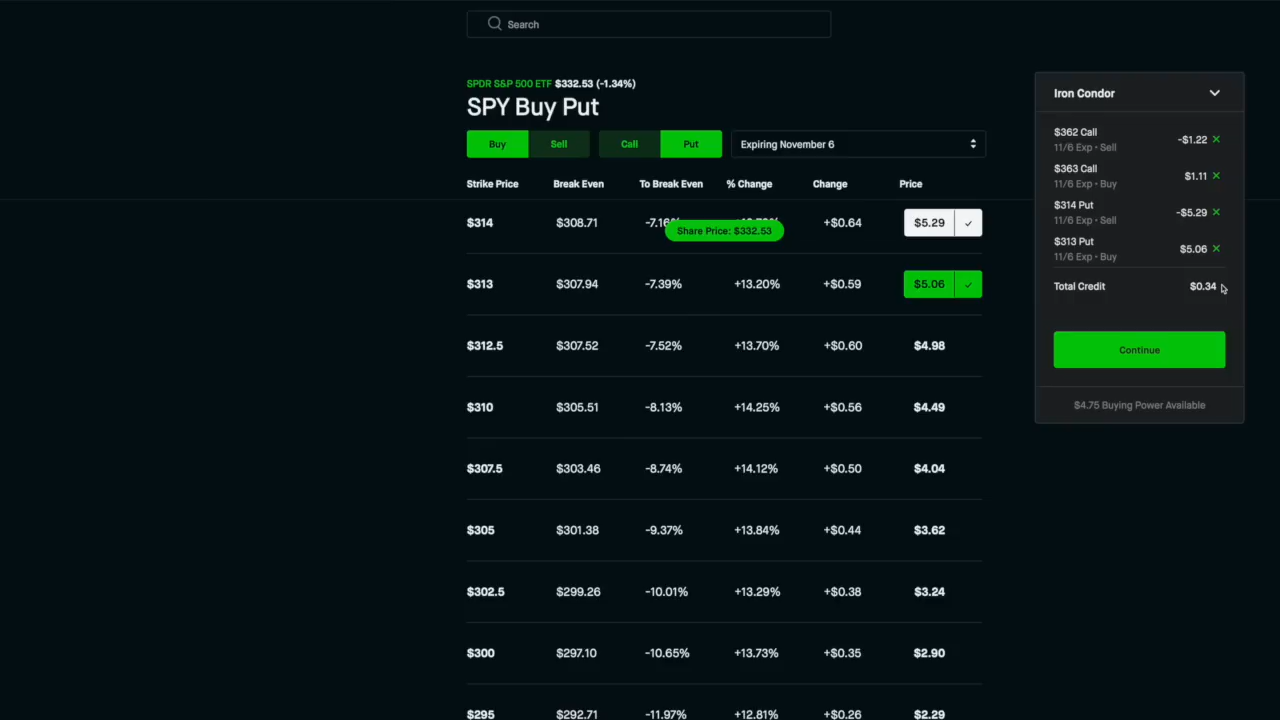 Search
SPDR S&P 500 ETF $332.53 (-1.34%)
SPY Buy Put
Buy Sell Call Put Expiring November 6
Strike Price Break Even To Break Even % Change Change Price
$314 $308.71 +$0.64 $5.29
Share Price: $332.53
$313 $307.94 -7.39% +13.20% +$0.59 $5.06
$312.5 $307.52 -7.52% +13.70% +$0.60 $4.98
$310 $305.51 -8.13% +14.25% +$0.56 $4.49
$307.5 $303.46 -8.74% +14.12% +$0.50 $4.04
$305 $301.38 -9.37% +13.84% +$0.44 $3.62
$302.5 $299.26 -10.01% +13.29% +$0.38 $3.24
$300 $297.10 -10.65% +13.73% +$0.35 $2.90
$295 $292.71 -11.97% +12.81% +$0.26 $2.29
Iron Condor
$362 Call -$1.22
11/6 Exp • Sell
$363 Call $1.11
11/6 Exp • Buy
$314 Put -$5.29
11/6 Exp • Sell
$313 Put $5.06
11/6 Exp • Buy
Total Credit $0.34
Continue
$4.75 Buying Power Available